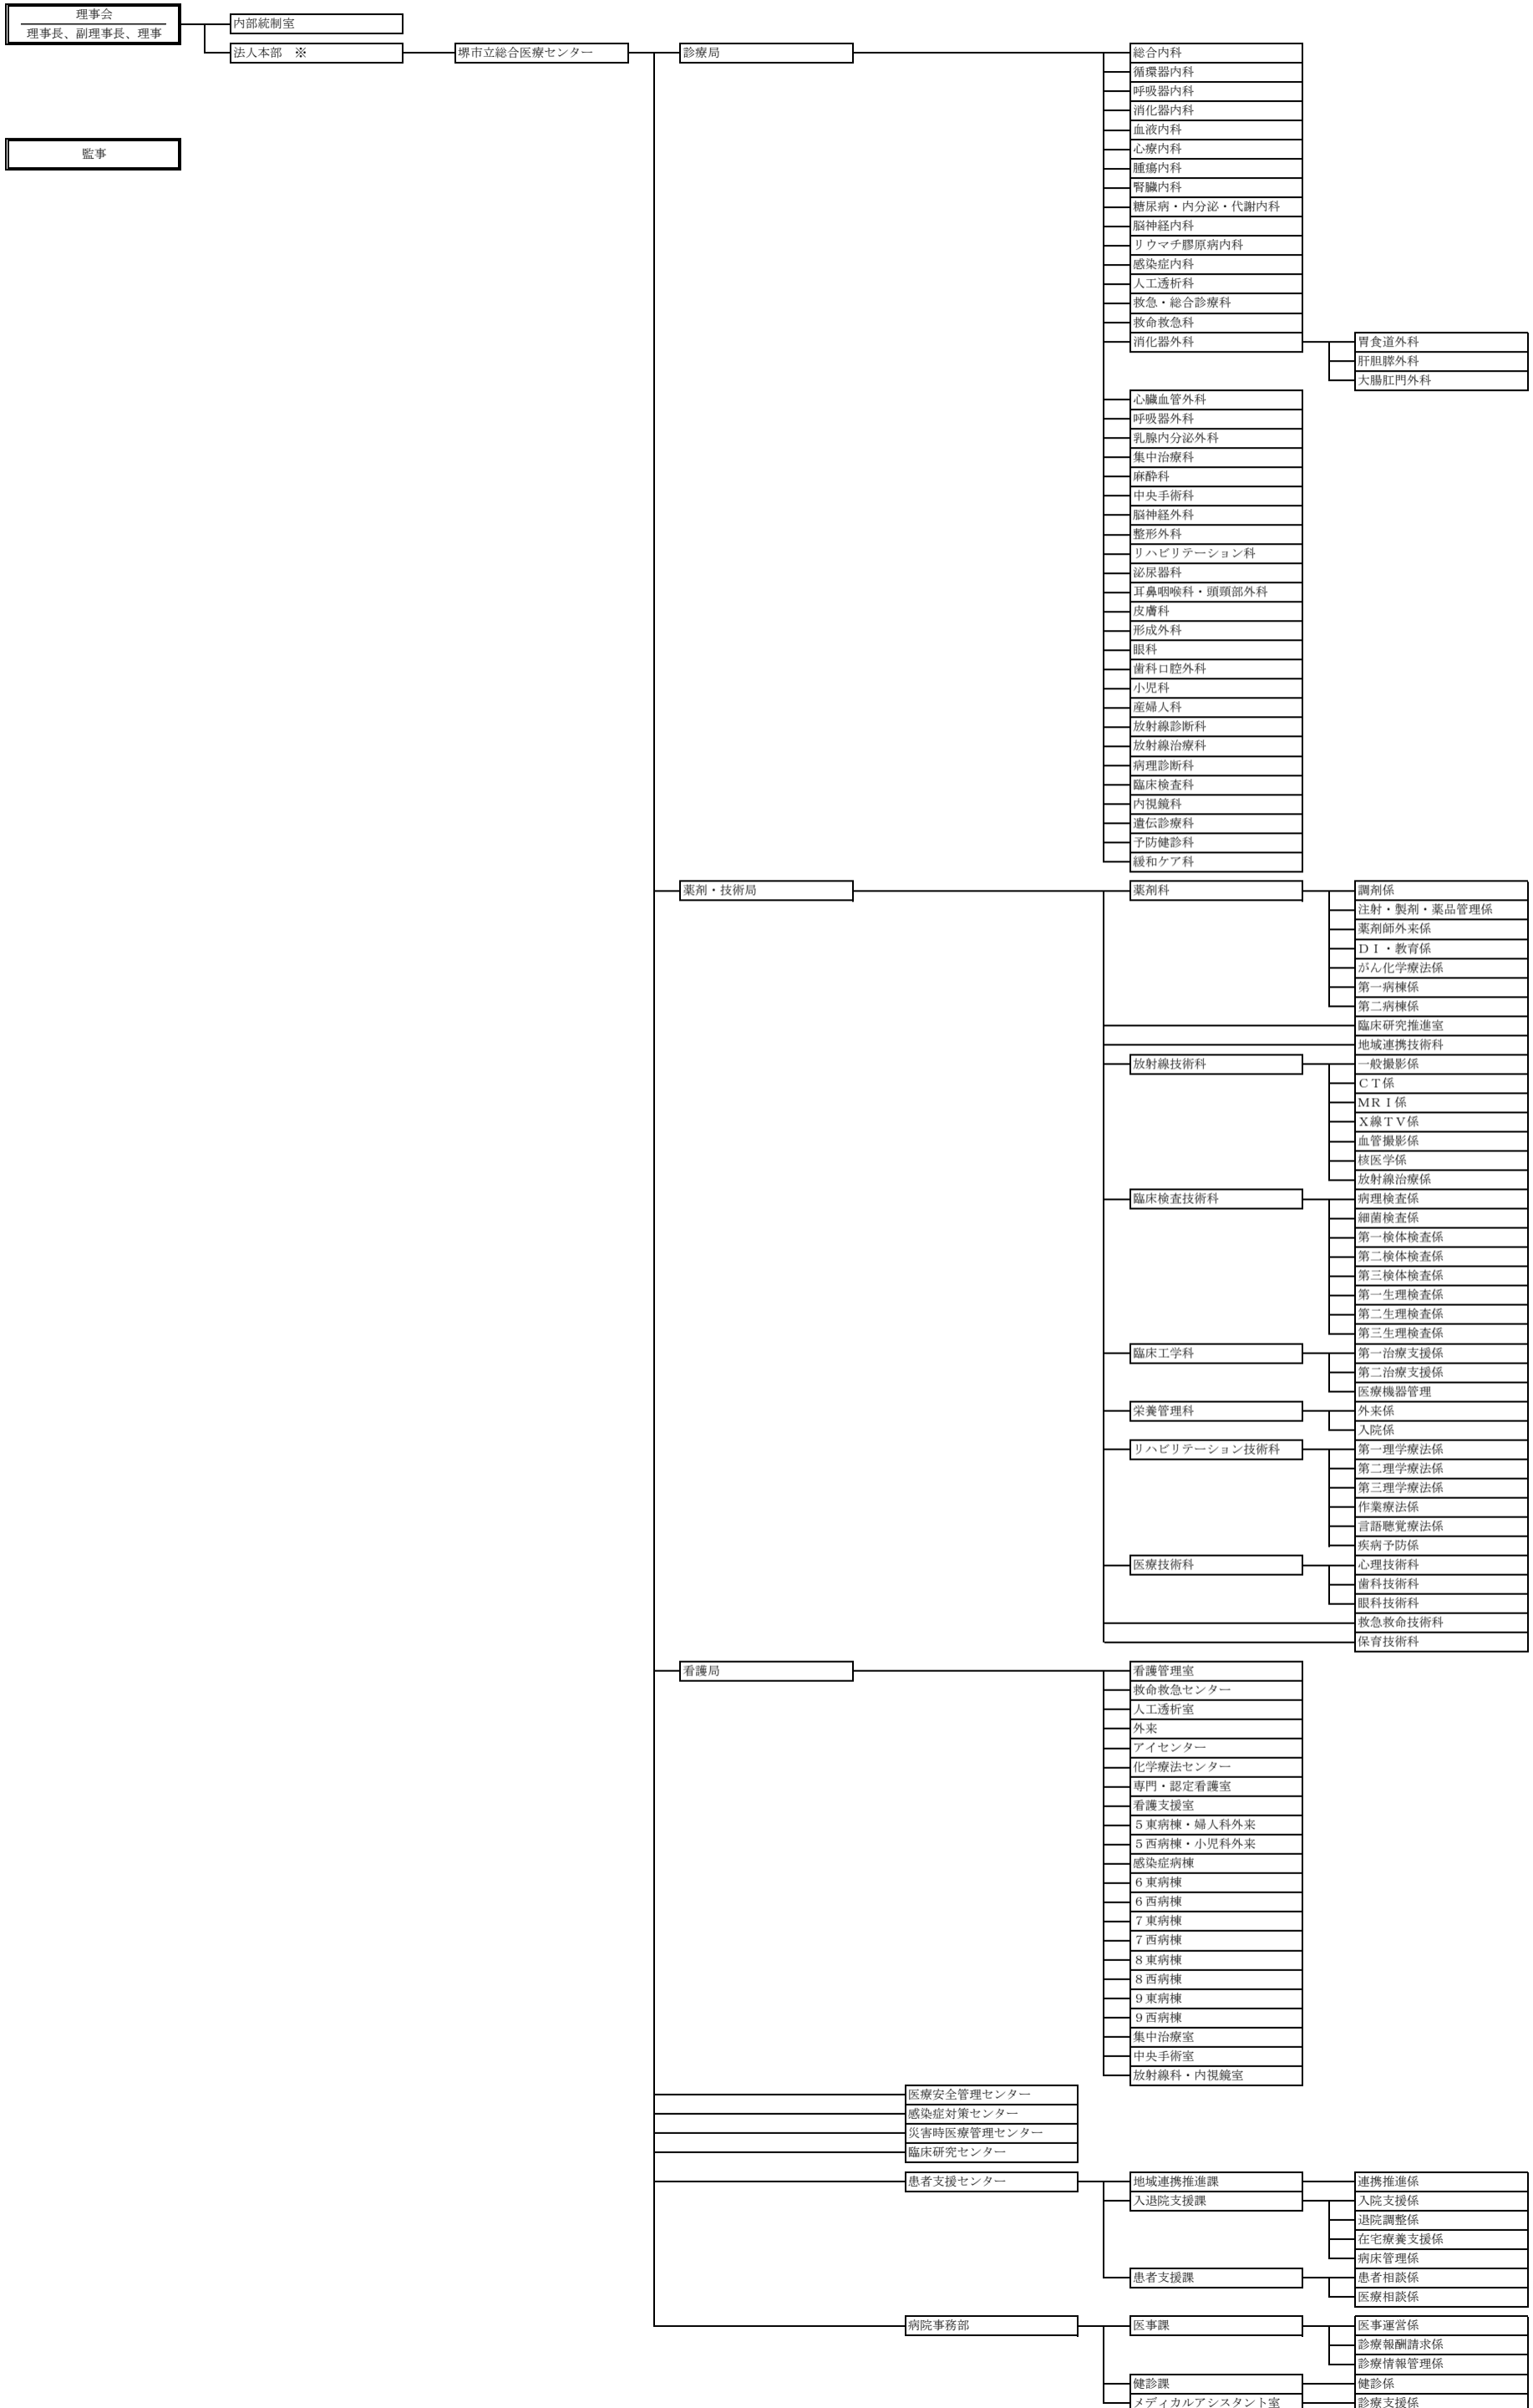 理事会
理事長、副理事長、理事
内部統制室
法人本部　※
堺市立総合医療センター
監事
診療局
総合内科
循環器内科
呼吸器内科
消化器内科
血液内科
心療内科
腫瘍内科
腎臓内科
糖尿病・内分泌・代謝内科
脳神経内科
リウマチ膠原病内科
感染症内科
人工透析科
救急・総合診療科
救命救急科
消化器外科
胃食道外科
肝胆膵外科
大腸肛門外科
心臓血管外科
呼吸器外科
乳腺内分泌外科
集中治療科
麻酔科
中央手術科
脳神経外科
整形外科
リハビリテーション科
泌尿器科
耳鼻咽喉科・頭頸部外科
皮膚科
形成外科
眼科
歯科口腔外科
小児科
産婦人科
放射線診断科
放射線治療科
病理診断科
臨床検査科
内視鏡科
遺伝診療科
予防健診科
緩和ケア科
薬剤・技術局
薬剤科
調剤係
注射・製剤・薬品管理係
薬剤師外来係
ＤＩ・教育係
がん化学療法係
第一病棟係
第二病棟係
臨床研究推進室
地域連携技術科
放射線技術科
一般撮影係
ＣＴ係
ＭＲＩ係
Ｘ線ＴＶ係
血管撮影係
核医学係
放射線治療係
臨床検査技術科
病理検査係
細菌検査係
第一検体検査係
第二検体検査係
第三検体検査係
第一生理検査係
第二生理検査係
第三生理検査係
臨床工学科
第一治療支援係
第二治療支援係
医療機器管理
栄養管理科
外来係
入院係
リハビリテーション技術科
第一理学療法係
第二理学療法係
第三理学療法係
作業療法係
言語聴覚療法係
疾病予防係
医療技術科
心理技術科
歯科技術科
眼科技術科
救急救命技術科
保育技術科
看護局
看護管理室
救命救急センター
人工透析室
外来
アイセンター
化学療法センター
専門・認定看護室
看護支援室
５東病棟・婦人科外来
５西病棟・小児科外来
感染症病棟
６東病棟
６西病棟
７東病棟
７西病棟
８東病棟
８西病棟
９東病棟
９西病棟
集中治療室
中央手術室
放射線科・内視鏡室
医療安全管理センター
感染症対策センター
災害時医療管理センター
臨床研究センター
患者支援センター
地域連携推進課
連携推進係
入退院支援課
入院支援係
退院調整係
在宅療養支援係
病床管理係
患者支援課
患者相談係
医療相談係
病院事務部
医事課
医事運営係
診療報酬請求係
診療情報管理係
健診課
健診係
メディカルアシスタント室
診療支援係